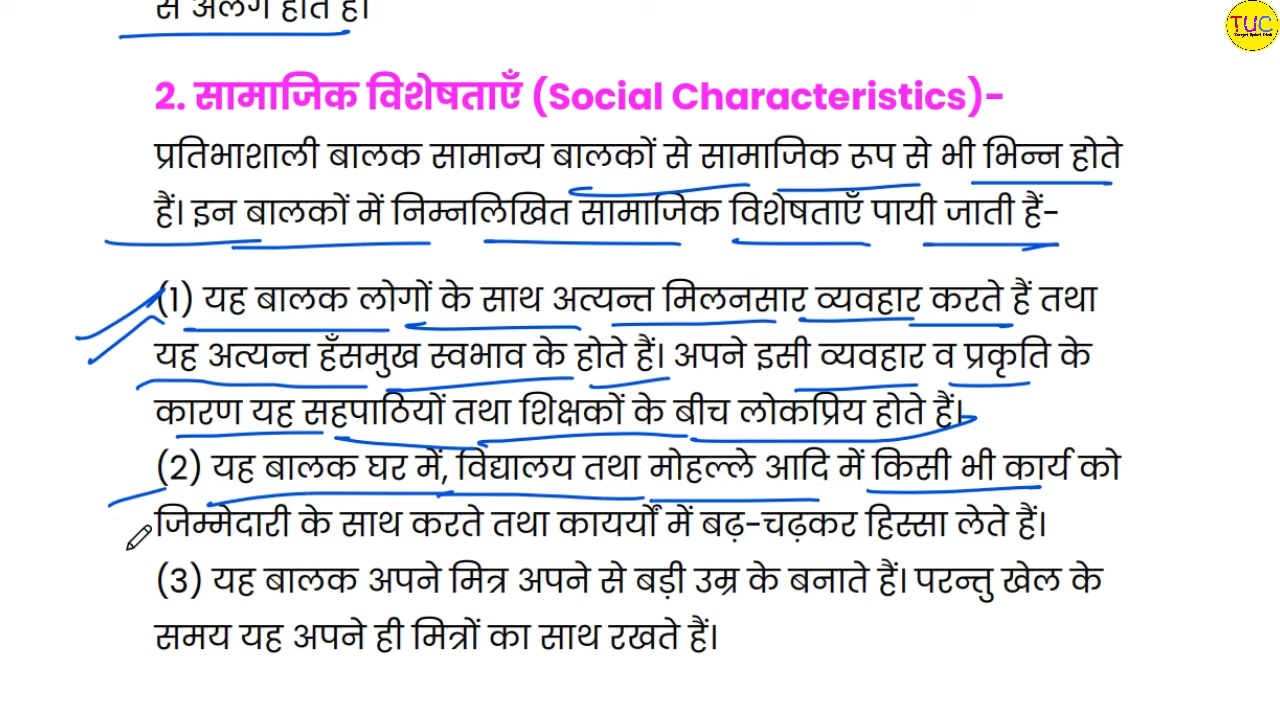 से अलग होते हैं।
TUC
2. सामाजिक विशेषताएँ (Social Characteristics)-
प्रतिभाशाली बालक सामान्य बालकों से सामाजिक रूप से भी भिन्न होते
हैं। इन बालकों में निम्नलिखित सामाजिक विशेषताएँ पायी जाती हैं-
(1) यह बालक लोगों के साथ अत्यन्त मिलनसार व्यवहार करते हैं तथा
यह अत्यन्त हँसमुख स्वभाव के होते हैं। अपने इसी व्यवहार व प्रकृति के
कारण यह सहपाठियों तथा शिक्षकों के बीच लोकप्रिय होते हैं।
(2) यह बालक घर में, विद्यालय तथा मोहल्ले आदि में किसी भी कार्य को
जिम्मेदारी के साथ करते तथा कायर्यों में बढ़-चढ़कर हिस्सा लेते हैं।
(3) यह बालक अपने मित्र अपने से बड़ी उम्र के बनाते हैं। परन्तु खेल के
समय यह अपने ही मित्रों का साथ रखते हैं।